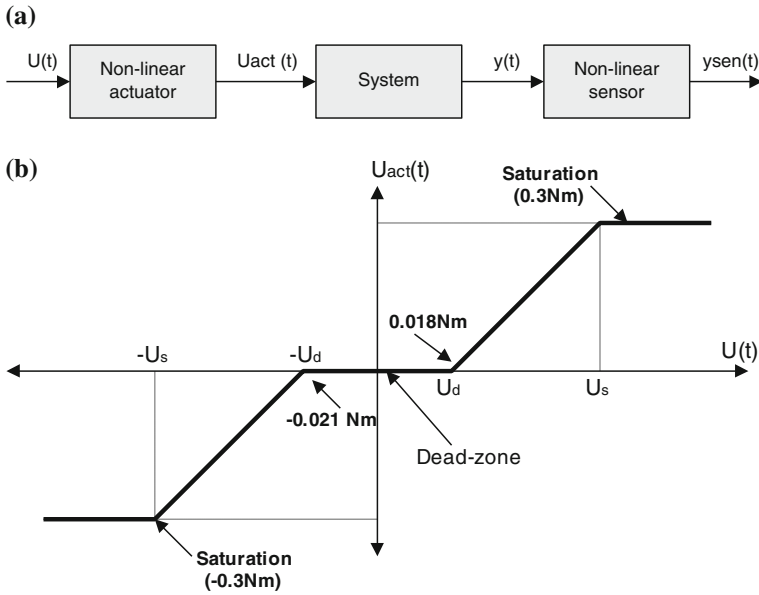 (a)
U(t)
Non-linear
actuator
Uact (t)
System
y(t)
Non-linear
sensor
ysen(t)
(b)
Uact(t)
Saturation
(0.3Nm)
0.018Nm
-Us
-Ud
U(t)
Ud
Us
-0.021 Nm
Dead-zone
Saturation
(-0.3Nm)